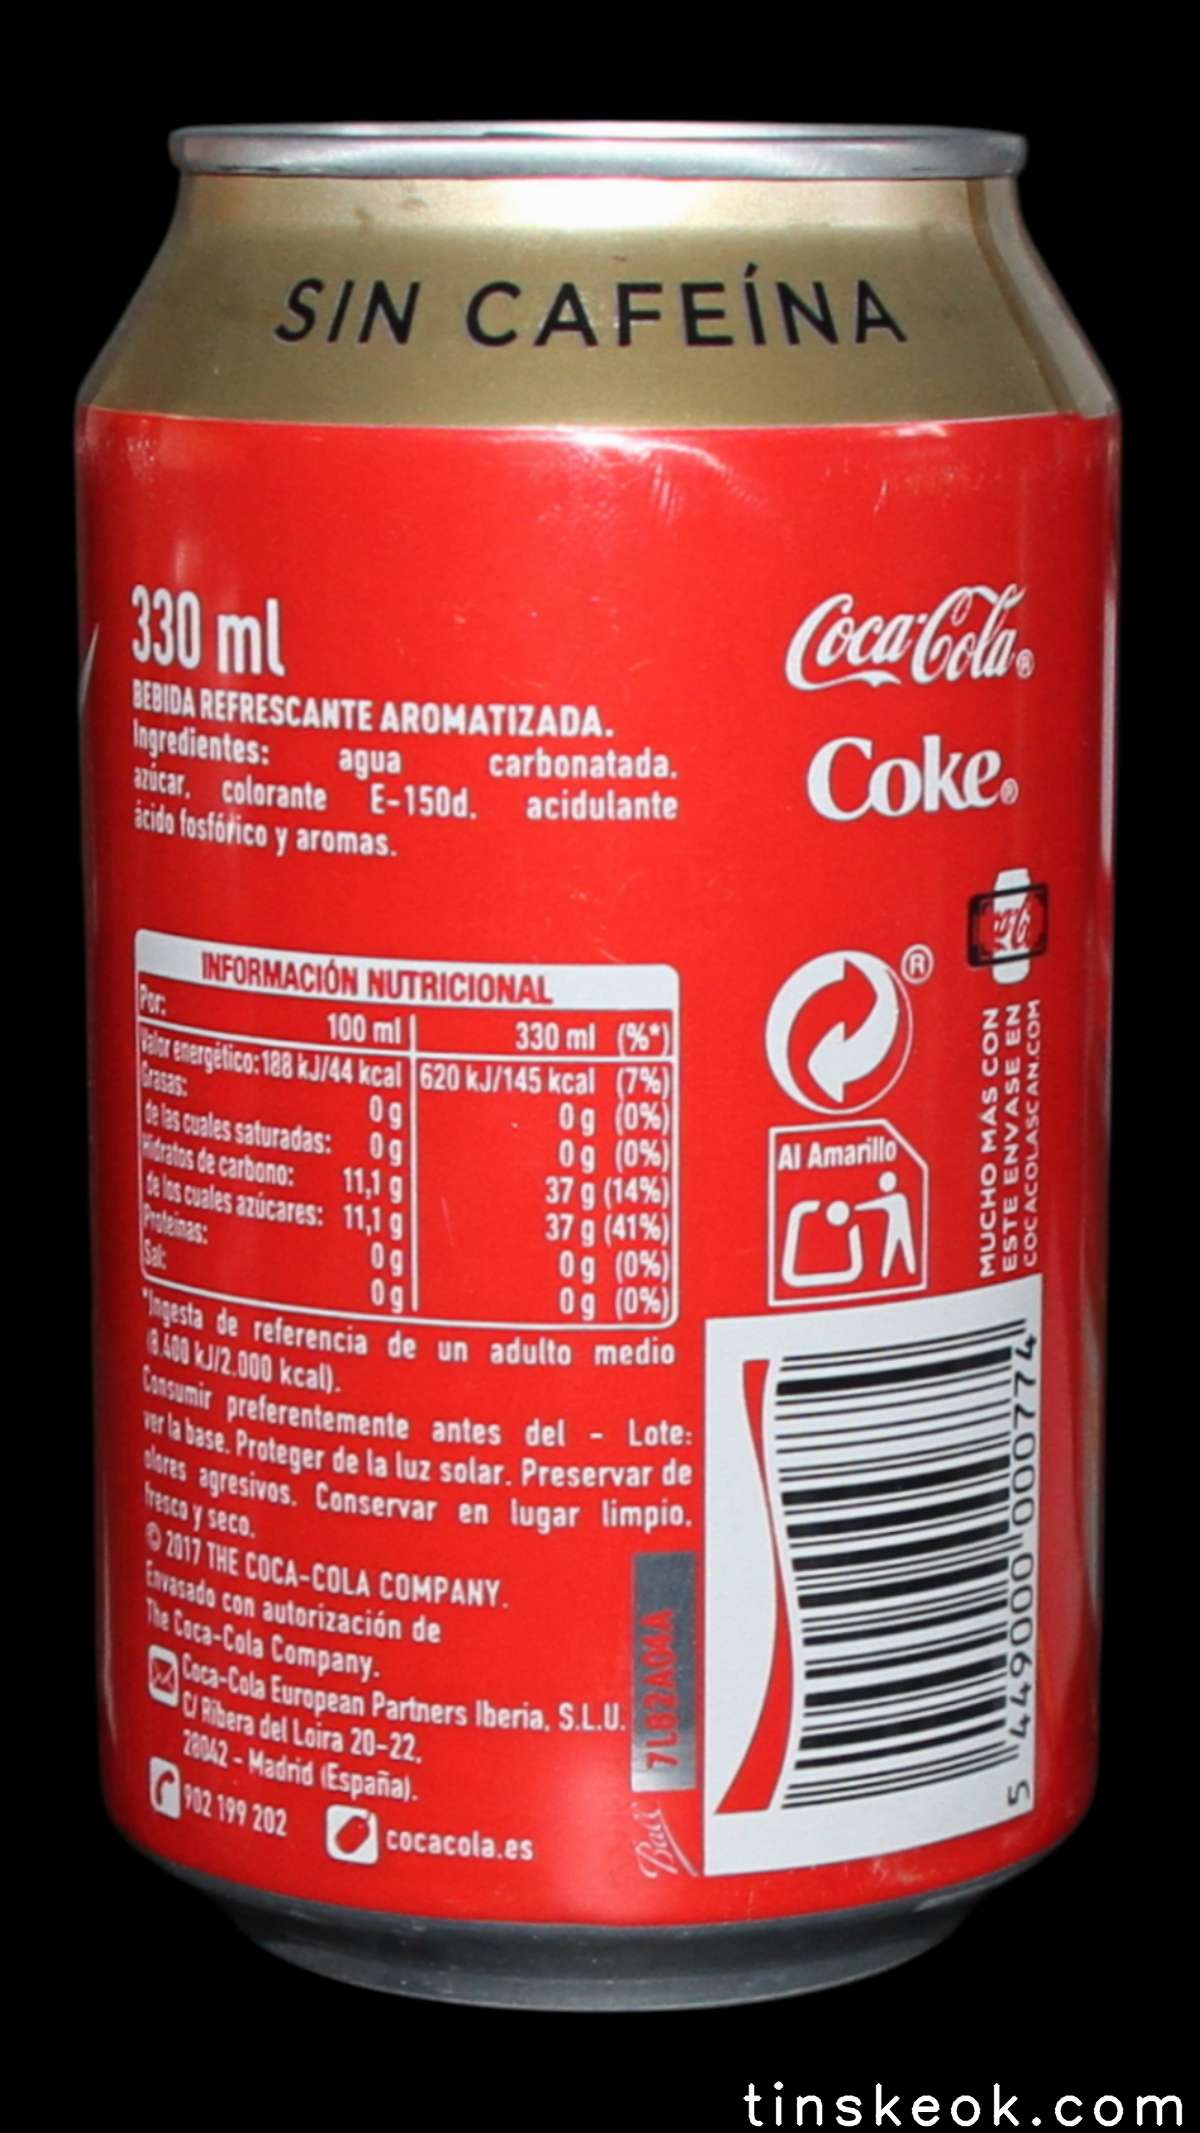 SIN CAFEÍNA
330 ml
BEBIDA REFRESCANTE AROMATIZADA.
Ingredientes: agua carbonatada.
azúcar, colorante E-150d. acidulante
ácido fosfórico y aromas.
INFORMACIÓN NUTRICIONAL
Por: 100 ml 330 ml (%*)
Valor energético: 188 kJ/44 kcal 620 kJ/145 kcal (7%)
Grasas: 0 g 0 g (0%)
de las cuales saturadas: 0 g 0 g (0%)
Hidratos de carbono: 11,1 g 37 g (14%)
de los cuales azúcares: 11,1 g 37 g (41%)
Proteínas: 0 g 0 g (0%)
Sal: 0 g 0 g (0%)
*Ingesta de referencia de un adulto medio
(8.400 kJ/2.000 kcal).
Consumir preferentemente antes del - Lote:
ver la base. Proteger de la luz solar. Preservar de
olores agresivos. Conservar en lugar limpio,
fresco y seco.
© 2017 THE COCA-COLA COMPANY.
Envasado con autorización de
The Coca-Cola Company.
Coca-Cola European Partners Iberia, S.L.U.
C/ Ribera del Loira 20-22,
28042 - Madrid (España).
902 199 202 cocacola.es
7LB2A04A
Ball
Coca-Cola®
Coke®
®
Al Amarillo
MUCHO MÁS CON
ESTE ENVASE EN
COCACOLASCAN.COM
5 449000 000774
tinskeok.com